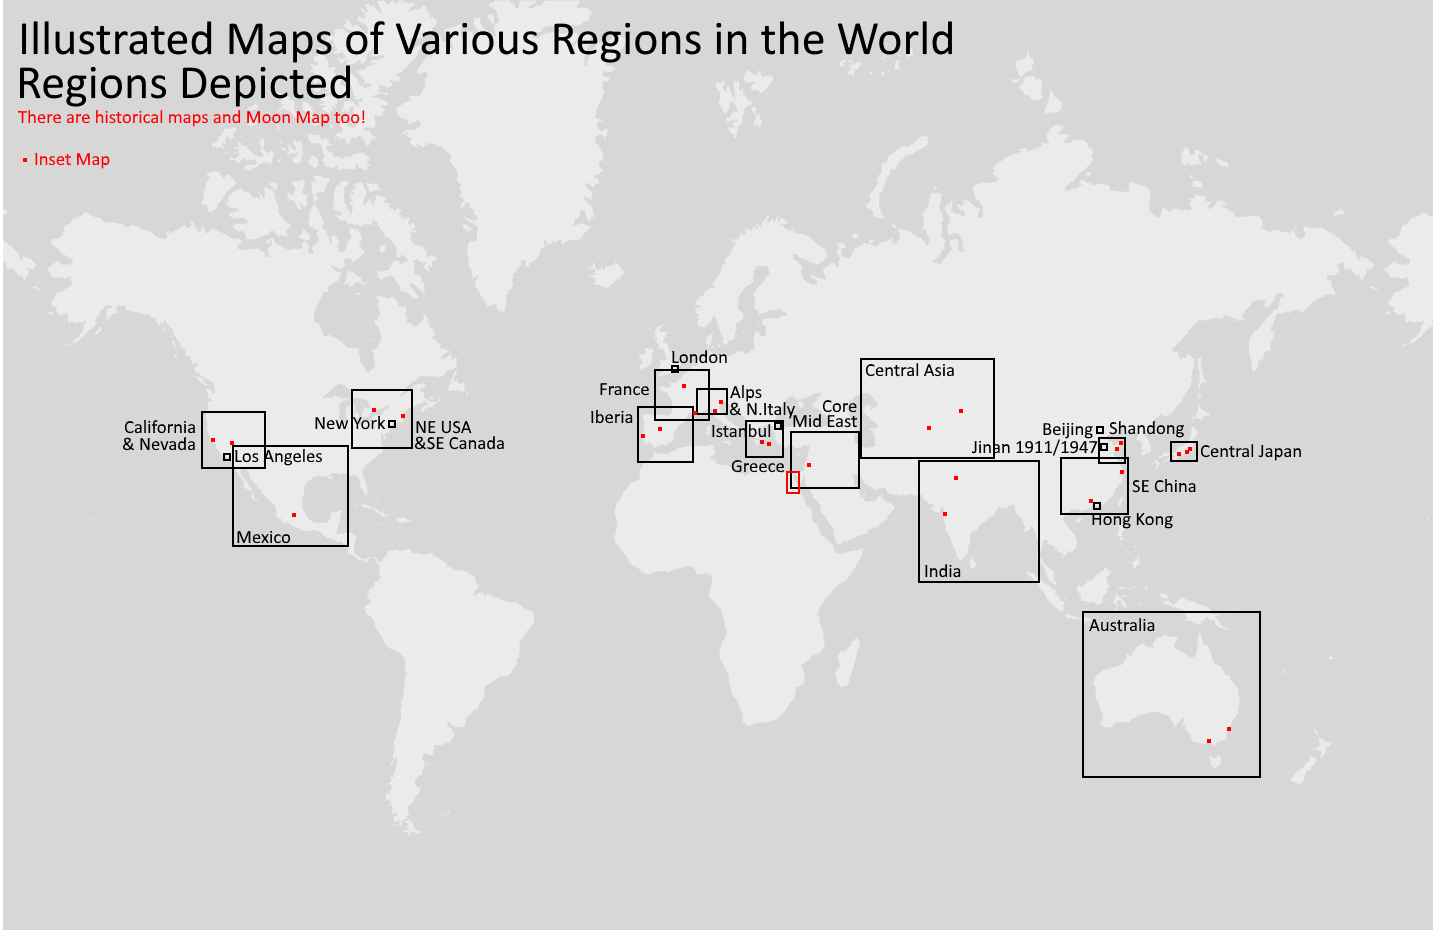 Illustrated Maps of Various Regions in the World
Regions Depicted
There are historical maps and Moon Map too!
Inset Map
London
France
Alps
& N.Italy
Iberia
Central Asia
Core
Mid East
Istanbul
Greece
California
& Nevada
New York
NE USA
&SE Canada
Los Angeles
Mexico
Beijing
Shandong
Jinan 1911/1947
Central Japan
SE China
Hong Kong
India
Australia